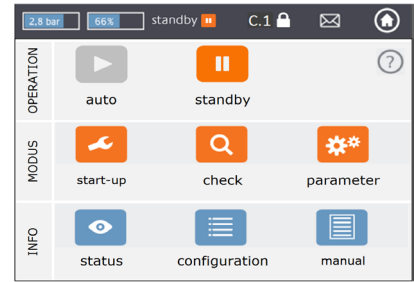 2,8 bar 66% standby C.1
OPERATION
?
auto standby
MODUS
start-up check parameter
INFO
status configuration manual